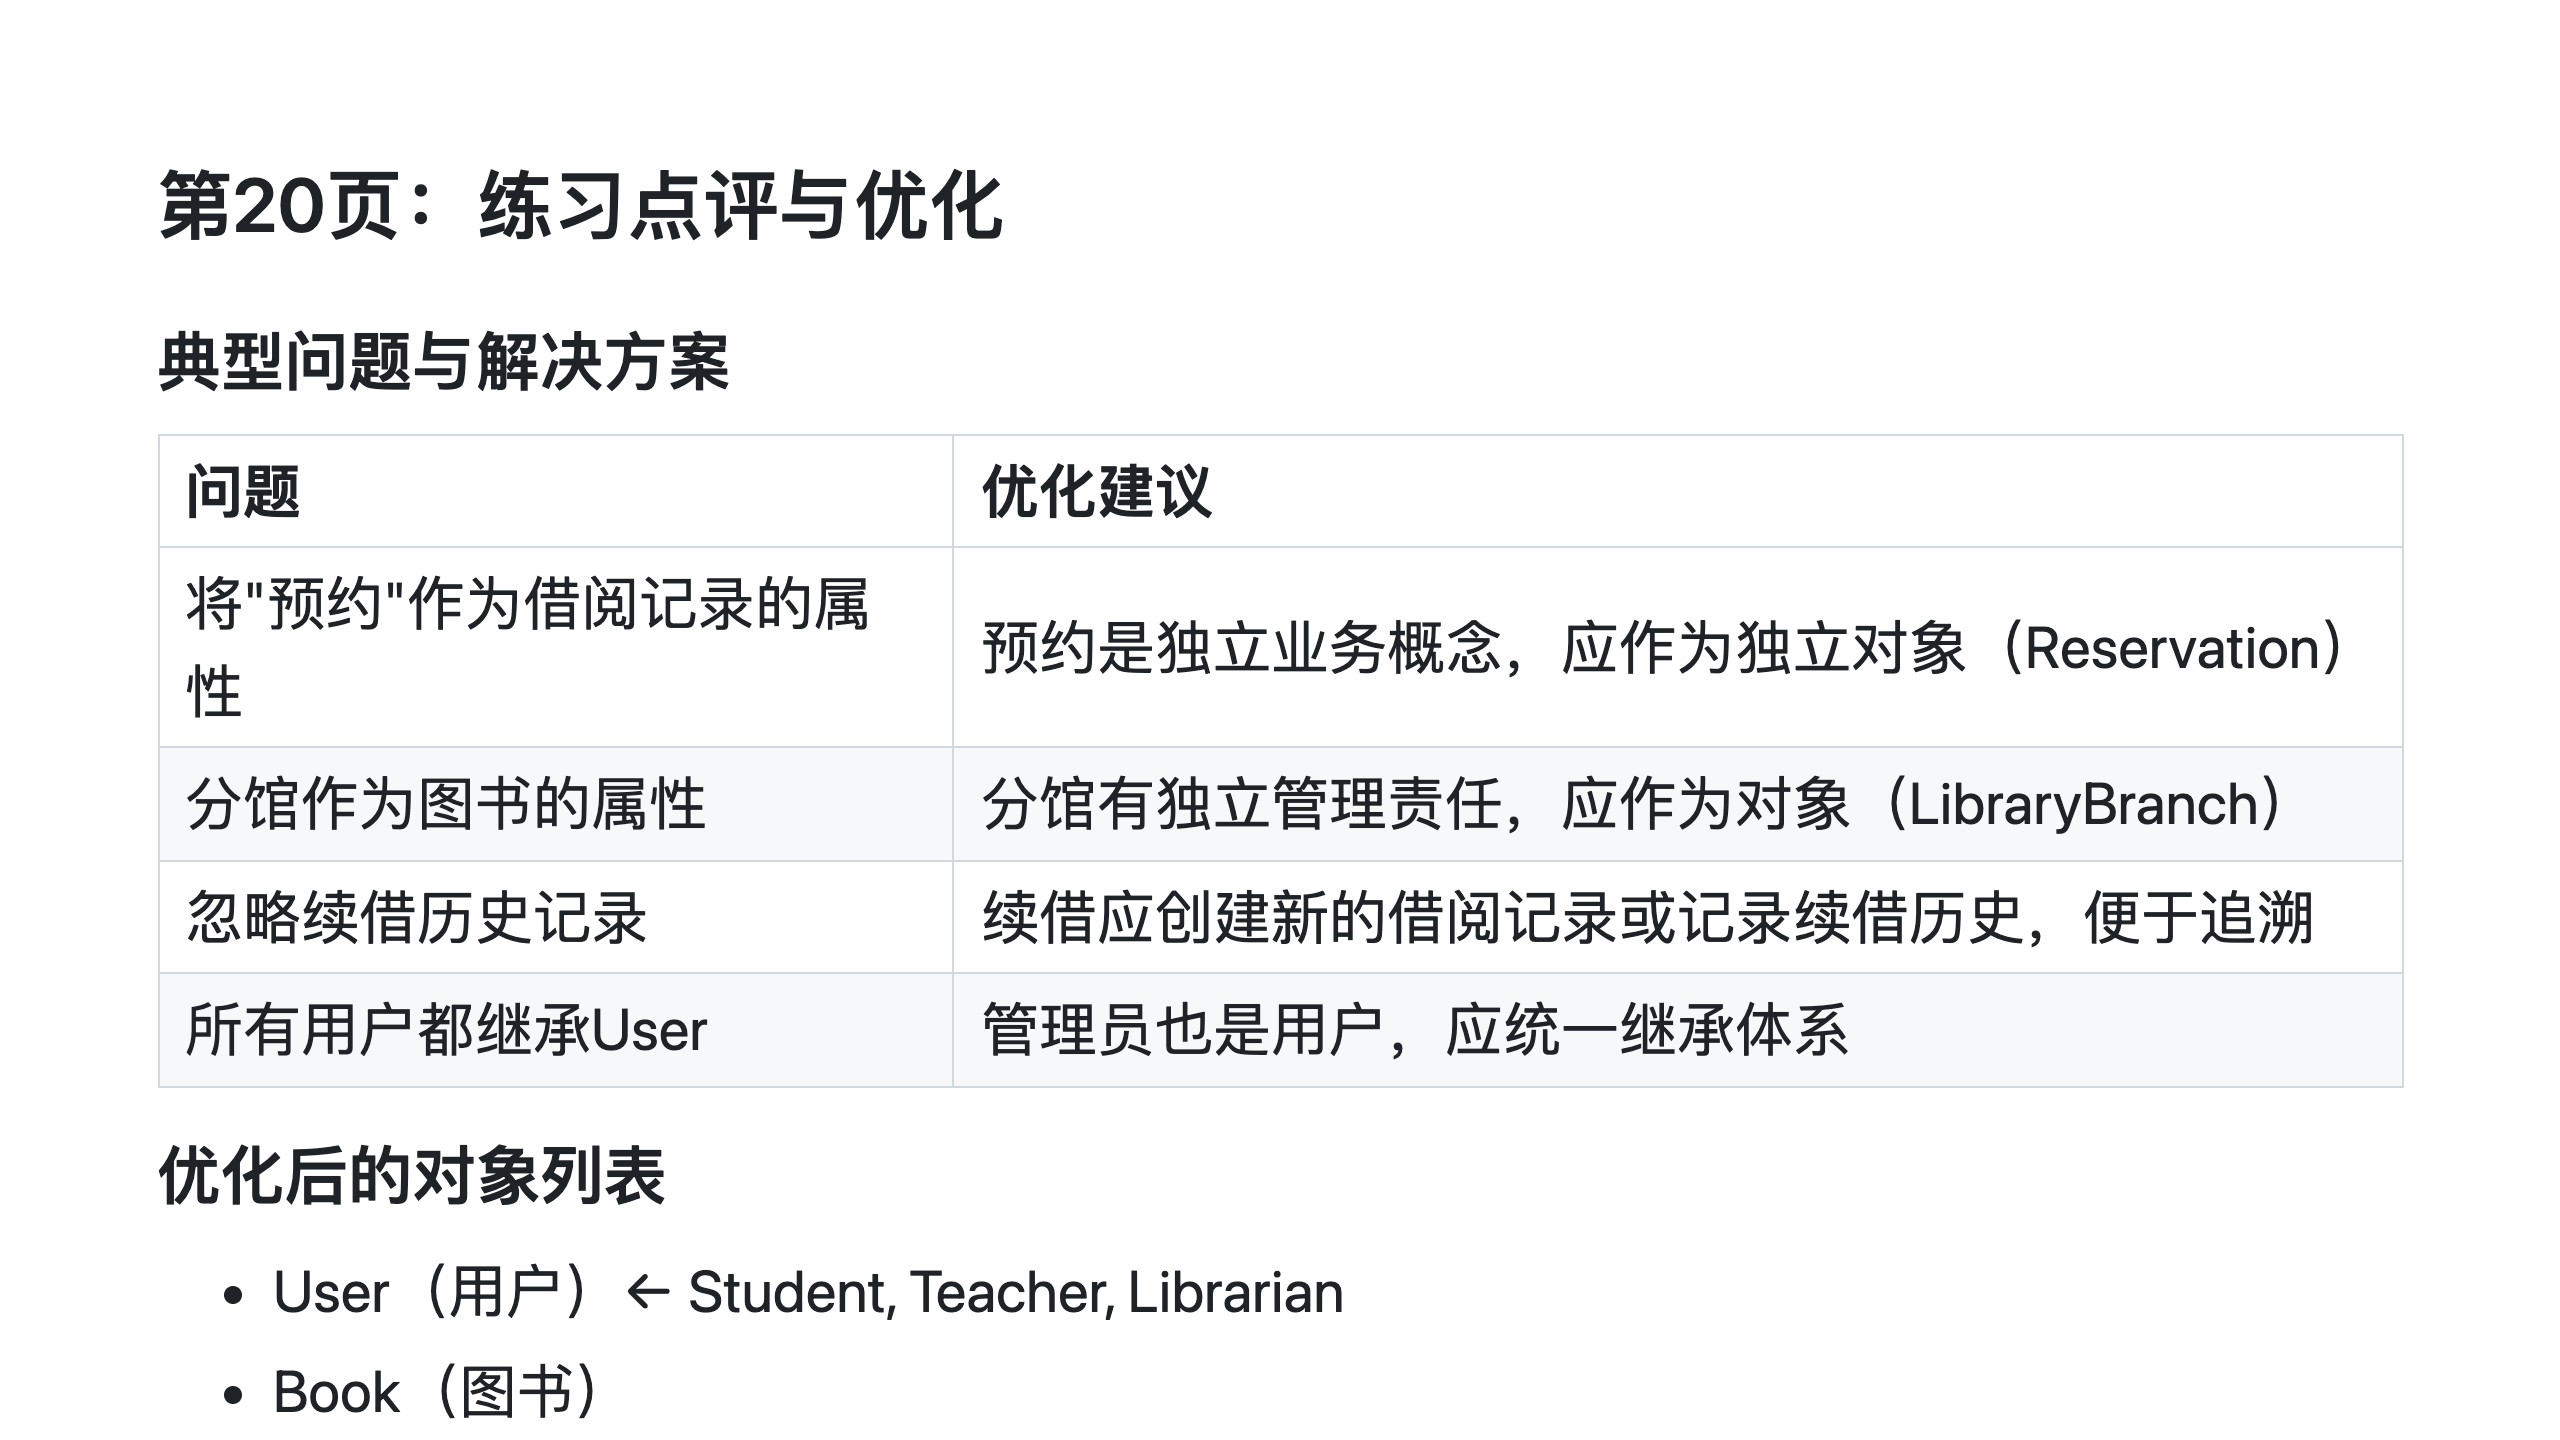 第20页：练习点评与优化
典型问题与解决方案
问题 优化建议
将"预约"作为借阅记录的属
性
预约是独立业务概念，应作为独立对象（Reservation）
分馆作为图书的属性 分馆有独立管理责任，应作为对象（LibraryBranch）
忽略续借历史记录 续借应创建新的借阅记录或记录续借历史，便于追溯
所有用户都继承User 管理员也是用户，应统一继承体系
优化后的对象列表
• User（用户）← Student, Teacher, Librarian
• Book（图书）